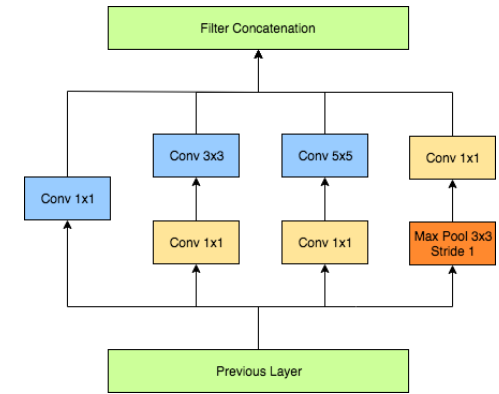 Filter Concatenation
Conv 3x3
Conv 5x5
Conv 1x1
Conv 1x1
Conv 1x1
Conv 1x1
Max Pool 3x3
Stride 1
Previous Layer